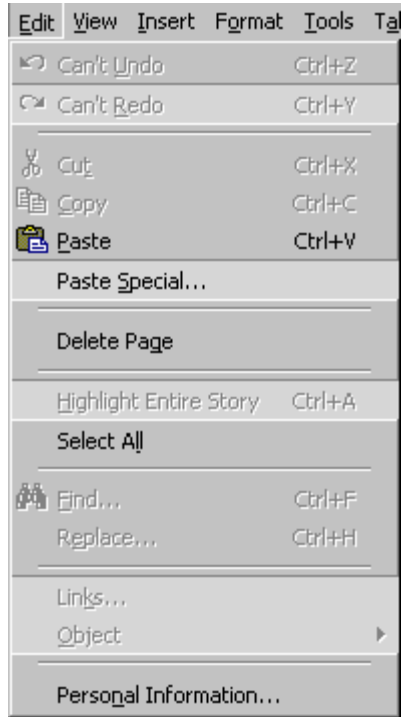 Edit View Insert Format Tools
Can't Undo Ctrl+Z
Can't Redo Ctrl+Y
Cut Ctrl+X
Copy Ctrl+C
Paste Ctrl+V
Paste Special...
Delete Page
Highlight Entire Story Ctrl+A
Select All
Find... Ctrl+F
Replace... Ctrl+H
Links...
Object
Personal Information...